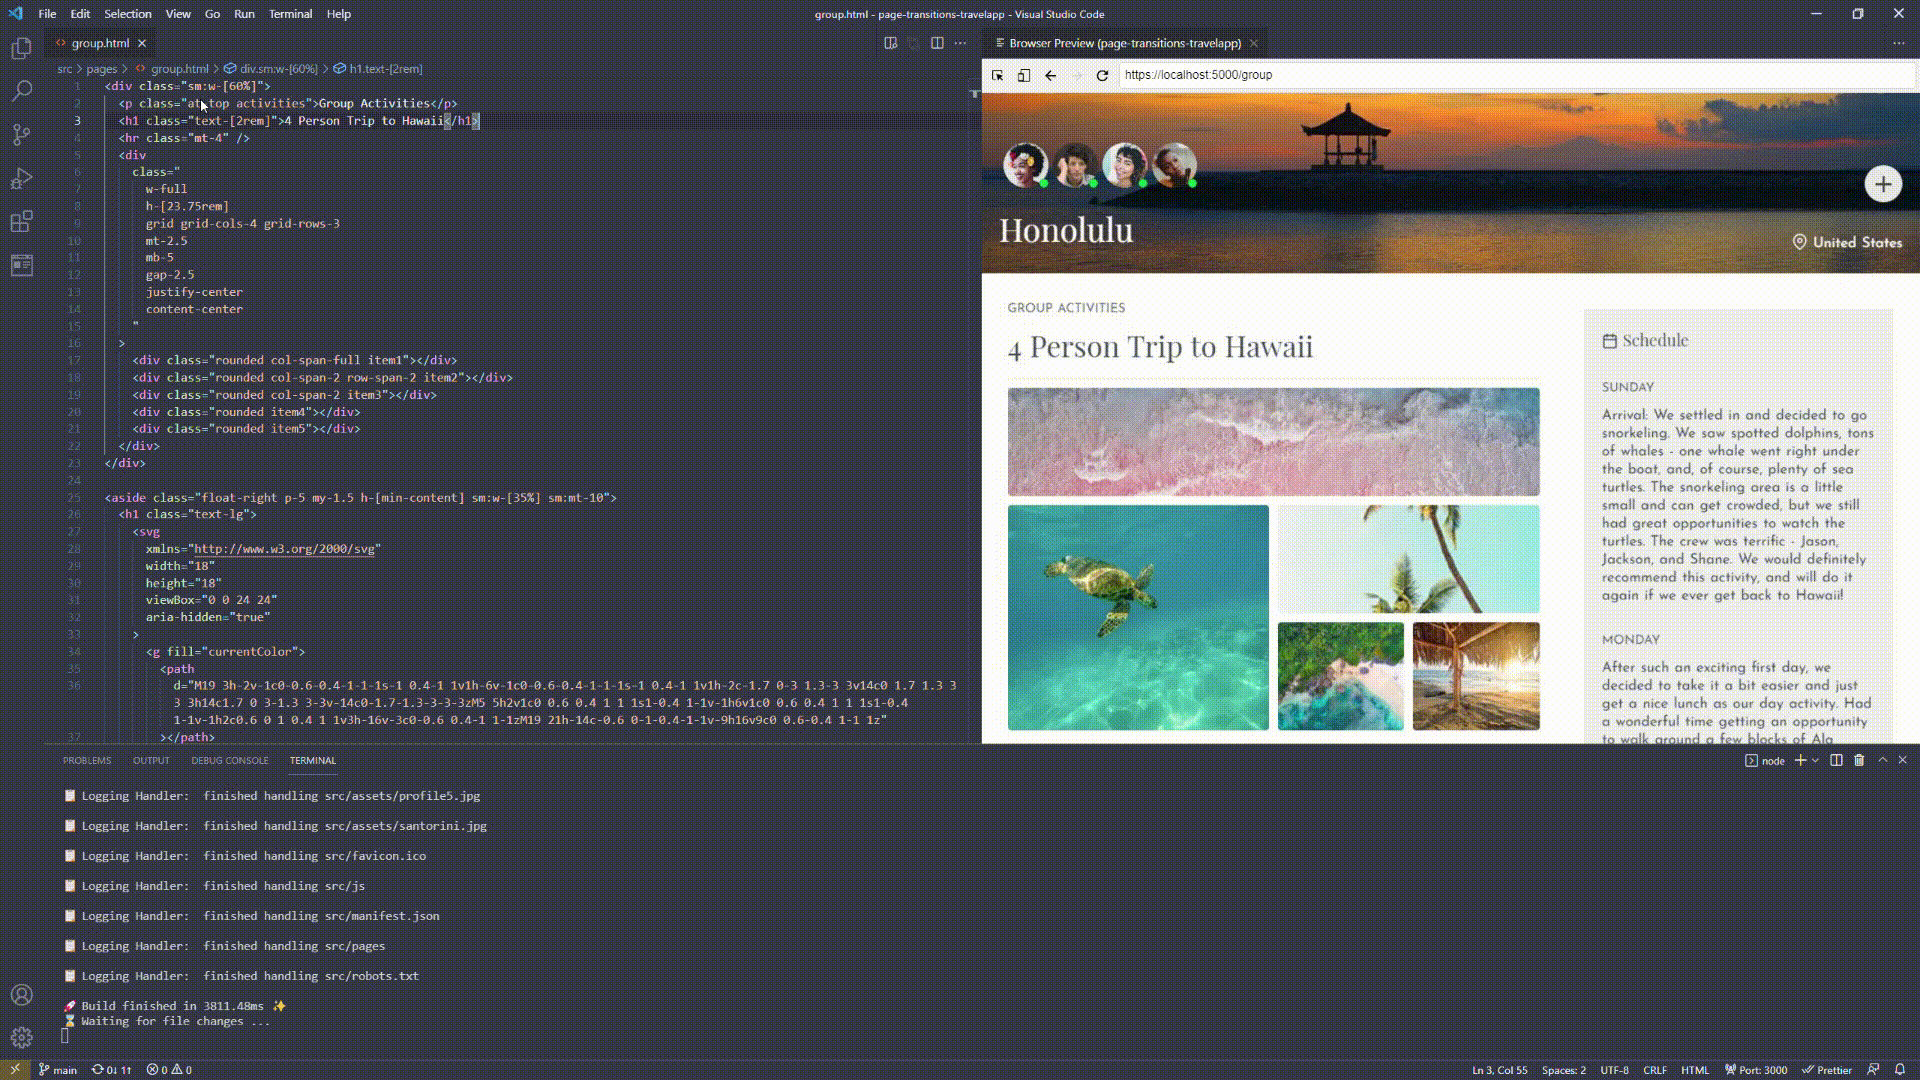 File Edit Selection View Go Run Terminal Help
group.html - page-transitions-travelapp - Visual Studio Code
group.html
src > pages > group.html > div.sm:w-[60%] > h1.text-[2rem]
1 <div class="sm:w-[60%]">
2 <p class="at-top activities">Group Activities</p>
3 <h1 class="text-[2rem]">4 Person Trip to Hawaii</h1>
4 <hr class="mt-4" />
5 <div
6 class="
7 w-full
8 h-[23.75rem]
9 grid grid-cols-4 grid-rows-3
10 mt-2.5
11 mb-5
12 gap-2.5
13 justify-center
14 content-center
15 "
16 >
17 <div class="rounded col-span-full item1"></div>
18 <div class="rounded col-span-2 row-span-2 item2"></div>
19 <div class="rounded col-span-2 item3"></div>
20 <div class="rounded item4"></div>
21 <div class="rounded item5"></div>
22 </div>
23 </div>
24
25 <aside class="float-right p-5 my-1.5 h-[min-content] sm:w-[35%] sm:mt-10">
26 <h1 class="text-lg">
27 <svg
28 xmlns="http://www.w3.org/2000/svg"
29 width="18"
30 height="18"
31 viewBox="0 0 24 24"
32 aria-hidden="true"
33 >
34 <g fill="currentColor">
35 <path
36 d="M19 3h-2v-1c0-0.6-0.4-1-1-1s-1 0.4-1 1v1h-6v-1c0-0.6-0.4-1-1-1s-1 0.4-1 1v1h-2c-1.7 0-3 1.3-3 3v14c0 1.7 1.3 3
3 3h14c1.7 0 3-1.3 3-3v-14c0-1.7-1.3-3-3-3zM5 5h2v1c0 0.6 0.4 1 1 1s1-0.4 1-1v-1h6v1c0 0.6 0.4 1 1 1s1-0.4
1-1v-1h2c0.6 0 1 0.4 1 1v3h-16v-3c0-0.6 0.4-1 1-1zM19 21h-14c-0.6 0-1-0.4-1-1v-9h16v9c0 0.6-0.4 1-1 1z"
37 ></path>
Browser Preview (page-transitions-travelapp)
https://localhost:5000/group
Honolulu
United States
GROUP ACTIVITIES
4 Person Trip to Hawaii
Schedule
SUNDAY
Arrival: We settled in and decided to go
snorkeling. We saw spotted dolphins, tons
of whales - one whale went right under
the boat, and, of course, plenty of sea
turtles. The snorkeling area is a little
small and can get crowded, but we still
had great opportunities to watch the
turtles. The crew was terrific - Jason,
Jackson, and Shane. We would definitely
recommend this activity, and will do it
again if we ever get back to Hawaii!
MONDAY
After such an exciting first day, we
decided to take it a bit easier and just
get a nice lunch as our day activity. Had
a wonderful time getting an opportunity
to walk around a few blocks of Ala
PROBLEMS OUTPUT DEBUG CONSOLE TERMINAL
node
Logging Handler: finished handling src/assets/profile5.jpg
Logging Handler: finished handling src/assets/santorini.jpg
Logging Handler: finished handling src/favicon.ico
Logging Handler: finished handling src/js
Logging Handler: finished handling src/manifest.json
Logging Handler: finished handling src/pages
Logging Handler: finished handling src/robots.txt
Build finished in 3811.48ms
Waiting for file changes ...
main 0↓ 1↑ 0 0
Ln 3, Col 55 Spaces: 2 UTF-8 CRLF HTML Port: 3000 Prettier